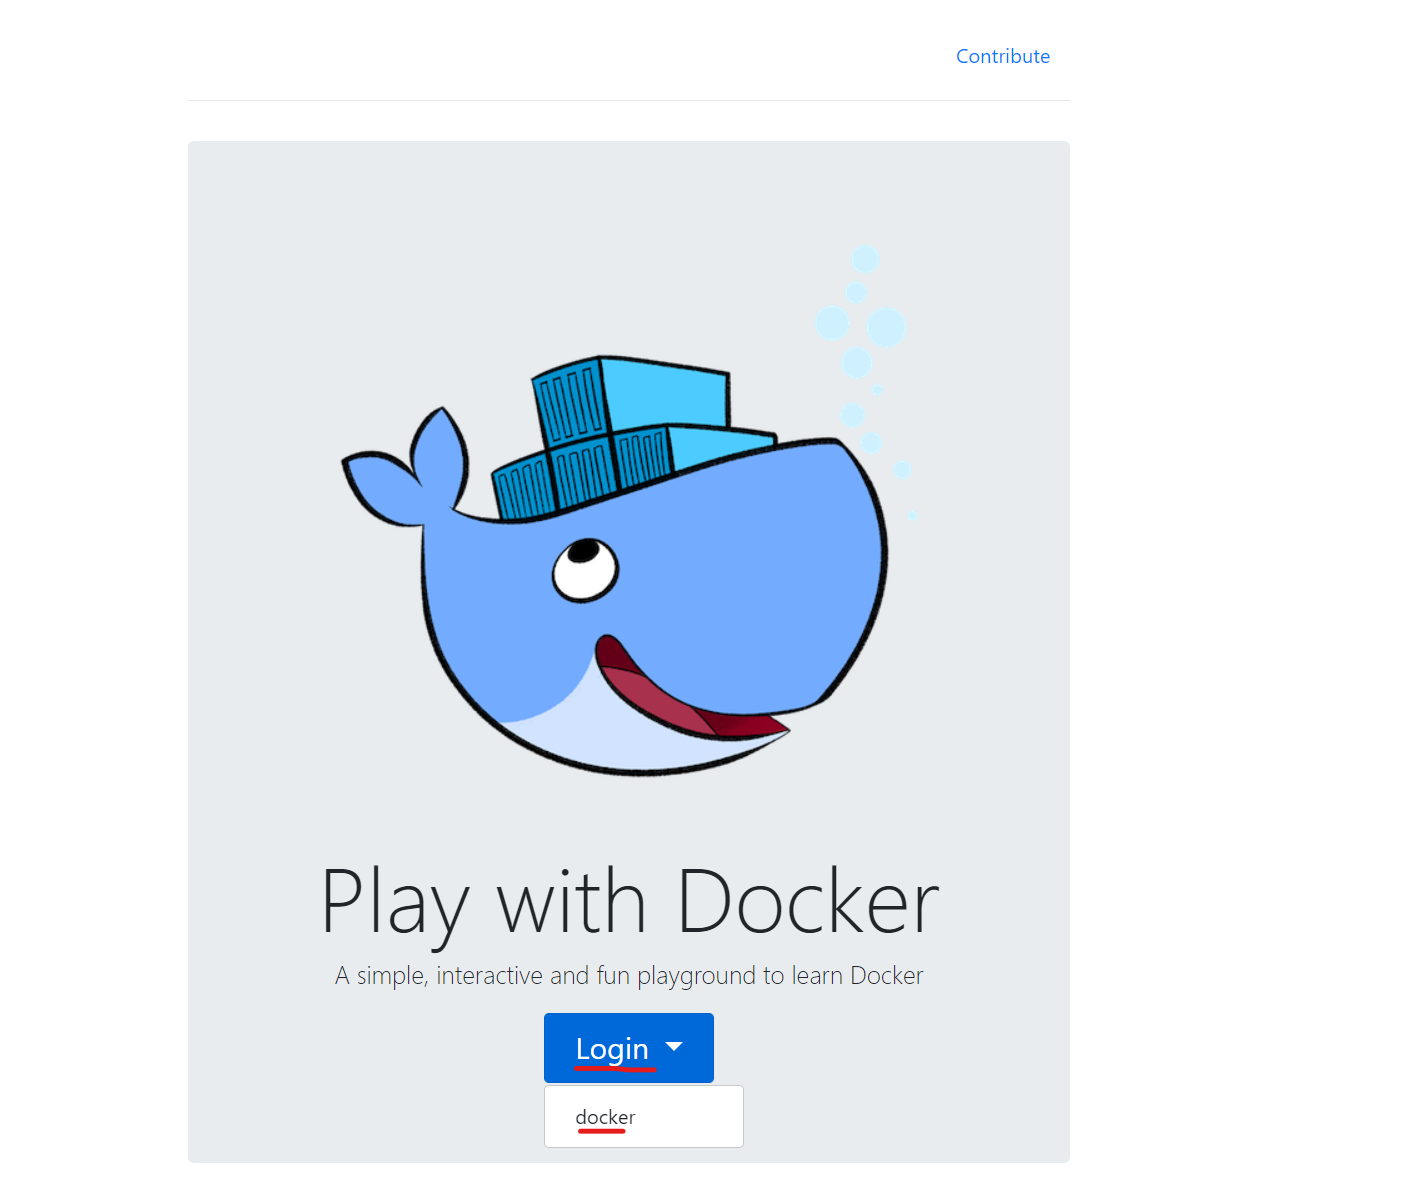 Contribute
Play with Docker
A simple, interactive and fun playground to learn Docker
Login
docker